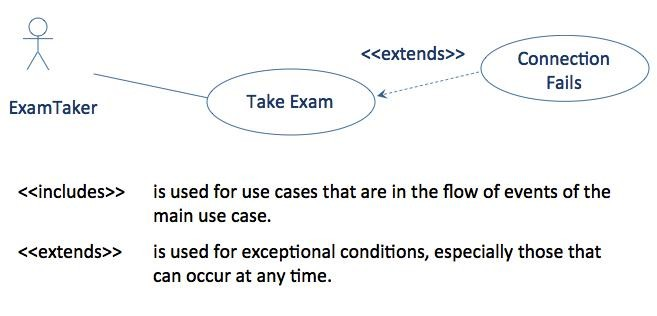 <<extends>>
Connection
Fails
Take Exam
ExamTaker
<<includes>> is used for use cases that are in the flow of events of the
main use case.
<<extends>> is used for exceptional conditions, especially those that
can occur at any time.